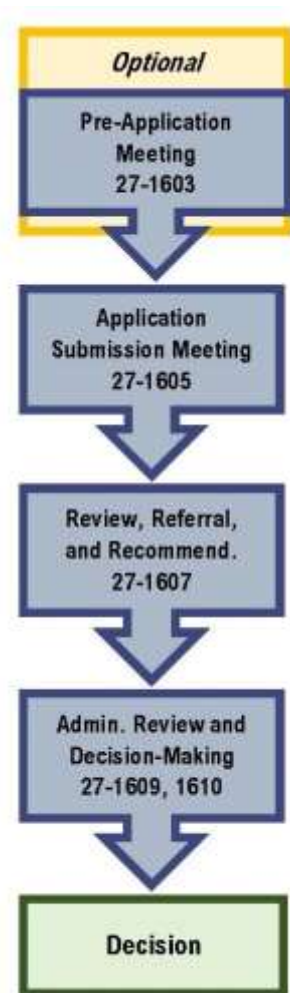 Optional
Pre-Application
Meeting
27-1603
Application
Submission Meeting
27-1605
Review, Referral,
and Recommend.
27-1607
Admin. Review and
Decision-Making
27-1609, 1610
Decision